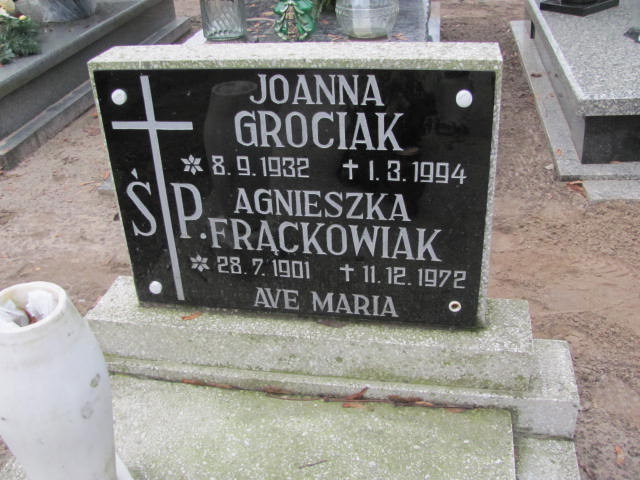 JOANNA
GROCIAK
8.9.1932 †1.3.1994
Ś.P. AGNIESZKA
FRĄCKOWIAK
28.7.1901 †11.12.1972
AVE MARIA